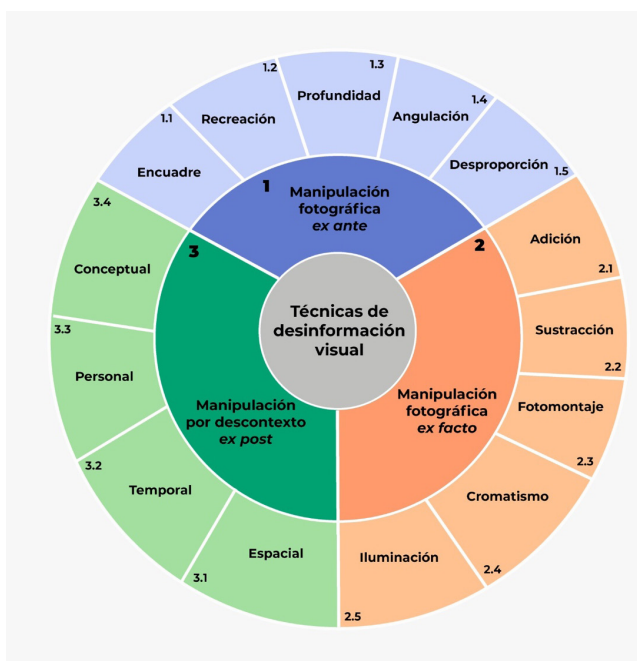 Técnicas de
desinformación
visual
1
Manipulación
fotográfica
ex ante
1.1
Encuadre
1.2
Recreación
1.3
Profundidad
1.4
Angulación
1.5
Desproporción
2
Manipulación
fotográfica
ex facto
2.1
Adición
2.2
Sustracción
2.3
Fotomontaje
2.4
Cromatismo
2.5
Iluminación
3
Manipulación
por descontexto
ex post
3.1
Espacial
3.2
Temporal
3.3
Personal
3.4
Conceptual